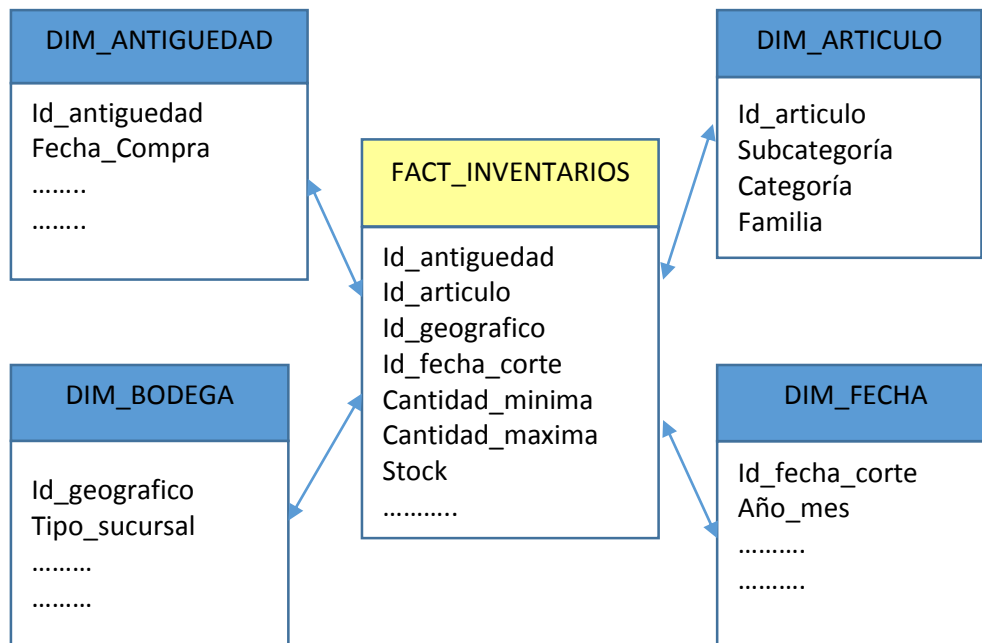 DIM_ANTIGUEDAD
Id_antiguedad
Fecha_Compra
……..
……..
DIM_ARTICULO
Id_articulo
Subcategoría
Categoría
Familia
FACT_INVENTARIOS
Id_antiguedad
Id_articulo
Id_geografico
Id_fecha_corte
Cantidad_minima
Cantidad_maxima
Stock
………..
DIM_BODEGA
Id_geografico
Tipo_sucursal
………
………
DIM_FECHA
Id_fecha_corte
Año_mes
……….
……….